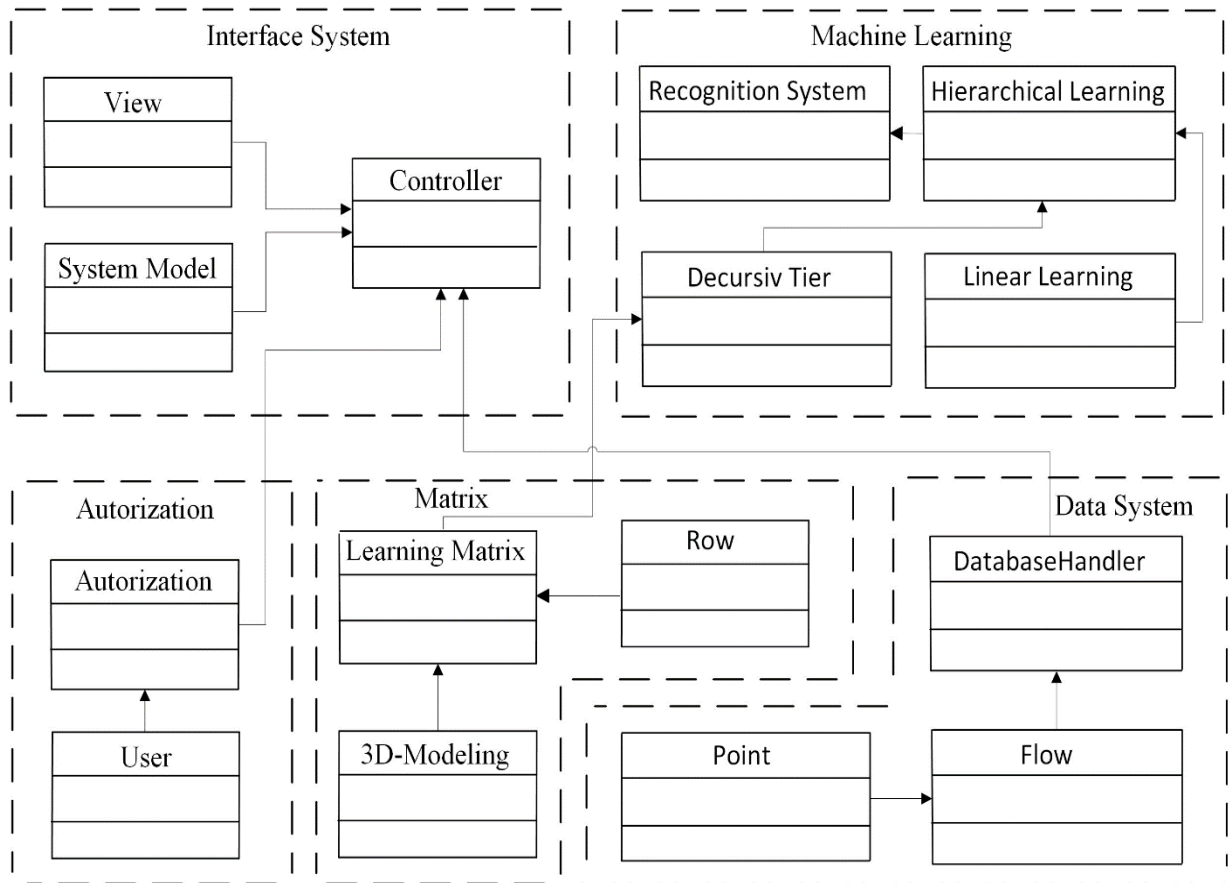 Interface System
View
Controller
System Model
Machine Learning
Recognition System
Hierarchical Learning
Decursiv Tier
Linear Learning
Autorization
Autorization
User
Matrix
Learning Matrix
Row
3D-Modeling
Data System
DatabaseHandler
Point
Flow